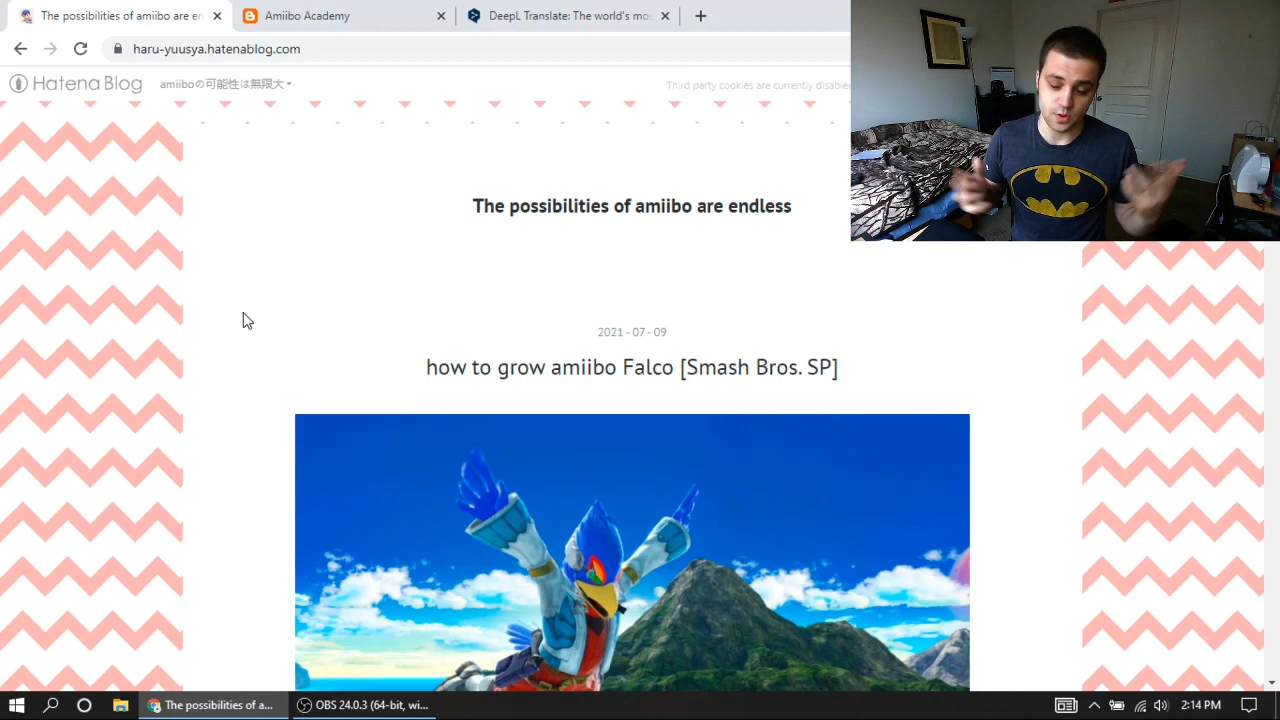 The possibilities of amiibo are en
Amiibo Academy
DeepL Translate: The world's mos
haru-yuusya.hatenablog.com
Hatena Blog
amiiboの可能性は無限大
Third party cookies are currently disable
The possibilities of amiibo are endless
2021-07-09
how to grow amiibo Falco [Smash Bros. SP]
The possibilities of a...
OBS 24.0.3 (64-bit, wi...
2:14 PM